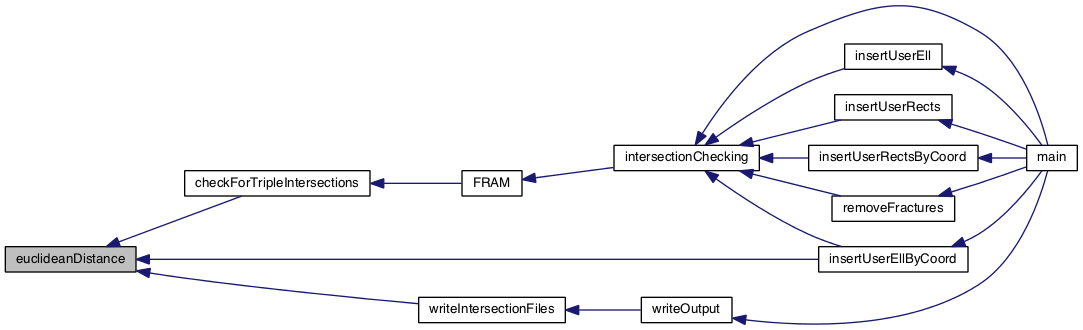 insertUserEll
insertUserRects
intersectionChecking
insertUserRectsByCoord
main
checkForTripleIntersections
FRAM
removeFractures
euclideanDistance
insertUserEllByCoord
writeIntersectionFiles
writeOutput